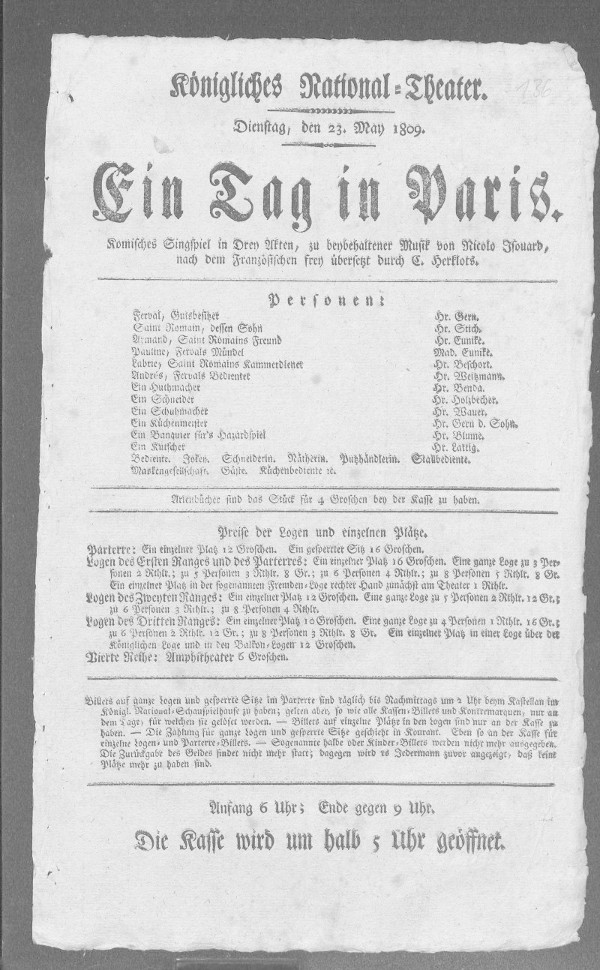 186
Königliches National-Theater.
Dienstag, den 23. May 1809.
Ein Tag in Paris.
Komisches Singspiel in Drey Akten, zu beybehaltener Musik von Nicolo Isouard,
nach dem Französischen frey übersetzt durch C. Herklots.
Personen:
Ferval, Gutsbesitzer Hr. Gern.
Saint Romain, dessen Sohn Hr. Stich.
Armand, Saint Romains Freund Hr. Eunike.
Pauline, Fervals Mündel Mad. Eunike.
Labrie, Saint Romains Kammerdiener Hr. Beschort.
Andrés, Fervals Bedienter Hr. Weitzmann.
Ein Huthmacher Hr. Benda.
Ein Schneider Hr. Holzbecher.
Ein Schuhmacher Hr. Wauer.
Ein Küchenmeister Hr. Gern d. Sohn.
Ein Banquier für's Hazardspiel Hr. Blume.
Ein Kutscher Hr. Lattig.
Bediente. Jokey. Schneiderin. Nätherin. Putzhändlerin. Stallbediente.
Maskengesellschaft. Gäste. Küchenbediente ꝛc.
Arienbücher sind das Stück für 4 Groschen bey der Kasse zu haben.
Preise der Logen und einzelnen Plätze.
Parterre: Ein einzelner Platz 12 Groschen. Ein gesperrter Sitz 16 Groschen.
Logen des Ersten Ranges und des Parterres: Ein einzelner Platz 16 Groschen. Eine ganze Loge zu 3 Per-
sonen 2 Rthlr.; zu 5 Personen 3 Rthlr. 8 Gr.; zu 6 Personen 4 Rthlr.; zu 8 Personen 5 Rthlr. 8 Gr.
Ein einzelner Platz in der sogenannten Fremden-Loge rechter Hand zunächst am Theater 1 Rthlr.
Logen des Zweyten Ranges: Ein einzelner Platz 12 Groschen. Eine ganze Loge zu 5 Personen 2 Rthlr. 12 Gr.;
zu 6 Personen 3 Rthlr.; zu 8 Personen 4 Rthlr.
Logen des Dritten Ranges: Ein einzelner Platz 10 Groschen. Eine ganze Loge zu 4 Personen 1 Rthlr. 16 Gr.;
zu 6 Personen 2 Rthlr. 12 Gr.; zu 8 Personen 3 Rthlr. 8 Gr. Ein einzelner Platz in einer Loge über der
Königlichen Loge und in den Balkon-Logen 12 Groschen.
Vierte Reihe: Amphitheater 6 Groschen.
Billets auf ganze Logen und gesperrte Sitze im Parterre sind täglich bis Nachmittags um 2 Uhr beym Kastellan im
Königl. National-Schauspielhause zu haben; gelten aber, so wie alle Kassen-Billets und Kontremarquen, nur an
dem Tage, für welchen sie gelöset werden. — Billets auf einzelne Plätze in den Logen sind nur an der Kasse zu
haben. — Die Zahlung für ganze Logen und gesperrte Sitze geschieht in Kourant. Eben so an der Kasse für
einzelne Logen- und Parterre-Billets. — Sogenannte halbe oder Kinder-Billets werden nicht mehr ausgegeben.
Die Zurückgabe des Geldes findet nicht mehr statt; dagegen wird es Jedermann zuvor angezeigt, daß keine
Plätze mehr zu haben sind.
Anfang 6 Uhr; Ende gegen 9 Uhr.
Die Kasse wird um halb 5 Uhr geöffnet.